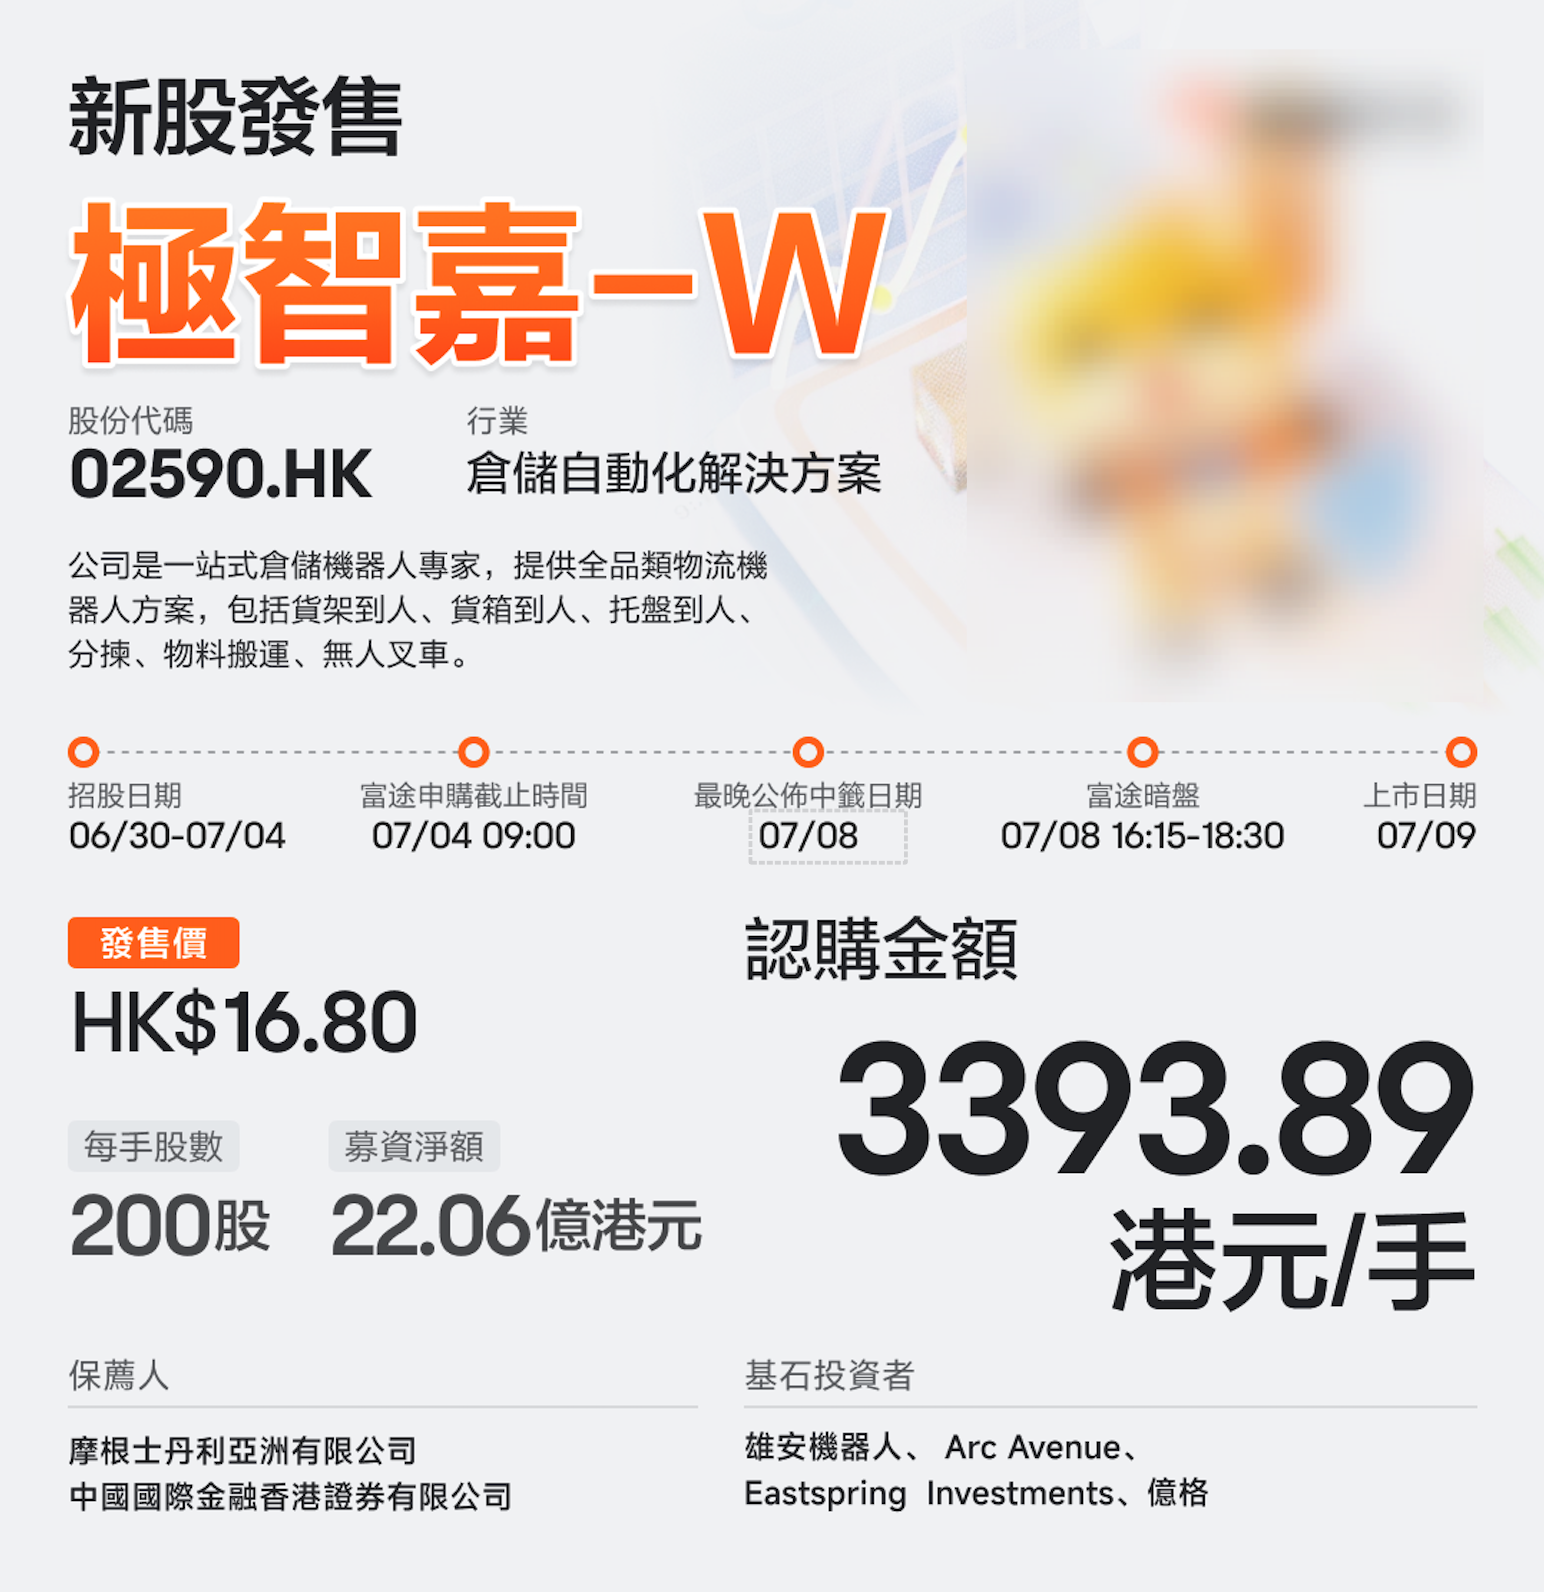 新股發售
極智嘉-W
股份代碼
02590.HK
行業
倉儲自動化解決方案
公司是一站式倉儲機器人專家，提供全品類物流機
器人方案，包括貨架到人、貨箱到人、托盤到人、
分揀、物料搬運、無人叉車。
招股日期
06/30-07/04
富途申購截止時間
07/04 09:00
最晚公佈中籤日期
07/08
富途暗盤
07/08 16:15-18:30
上市日期
07/09
發售價
HK$16.80
認購金額
3393.89
港元/手
每手股數
200股
募資淨額
22.06億港元
保薦人
摩根士丹利亞洲有限公司
中國國際金融香港證券有限公司
基石投資者
雄安機器人、 Arc Avenue、
Eastspring Investments、億格